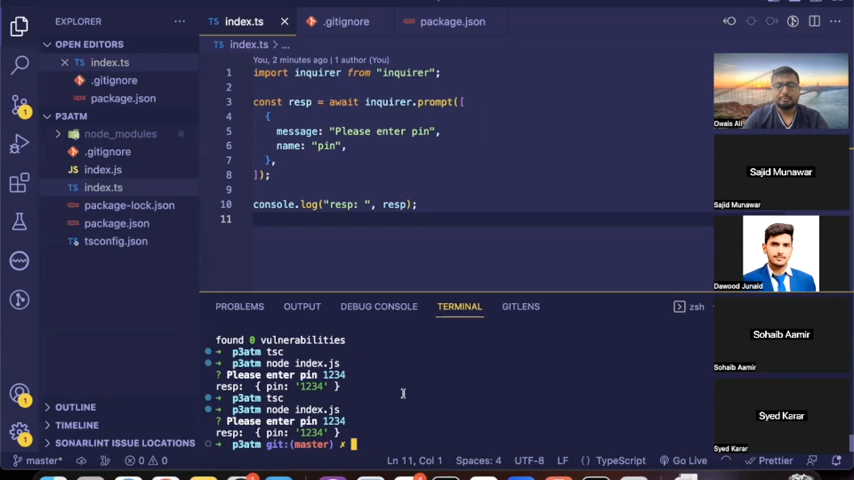 EXPLORER
OPEN EDITORS
TS index.ts
.gitignore
package.json
P3ATM
node_modules
.gitignore
JS index.js
TS index.ts
package-lock.json
package.json
tsconfig.json
OUTLINE
TIMELINE
SONARLINT ISSUE LOCATIONS
1
1
TS index.ts
.gitignore
package.json
TS index.ts > ...
You, 2 minutes ago | 1 author (You)
1 import inquirer from "inquirer";
2
3 const resp = await inquirer.prompt([
4 {
5 message: "Please enter pin",
6 name: "pin",
7 },
8 ]);
9
10 console.log("resp: ", resp);
11
PROBLEMS OUTPUT DEBUG CONSOLE TERMINAL GITLENS
zsh
found 0 vulnerabilities
➜ p3atm tsc
➜ p3atm node index.js
? Please enter pin 1234
resp: { pin: '1234' }
➜ p3atm tsc
➜ p3atm node index.js
? Please enter pin 1234
resp: { pin: '1234' }
➜ p3atm git:(master) ✗
Owais Ali
Sajid Munawar
Sajid Munawar
Dawood Junaid
Sohaib Aamir
Sohaib Aamir
Syed Karar
Syed Karar
master* 0 0 Ln 11, Col 1 Spaces: 4 UTF-8 LF {} TypeScript Go Live Prettier